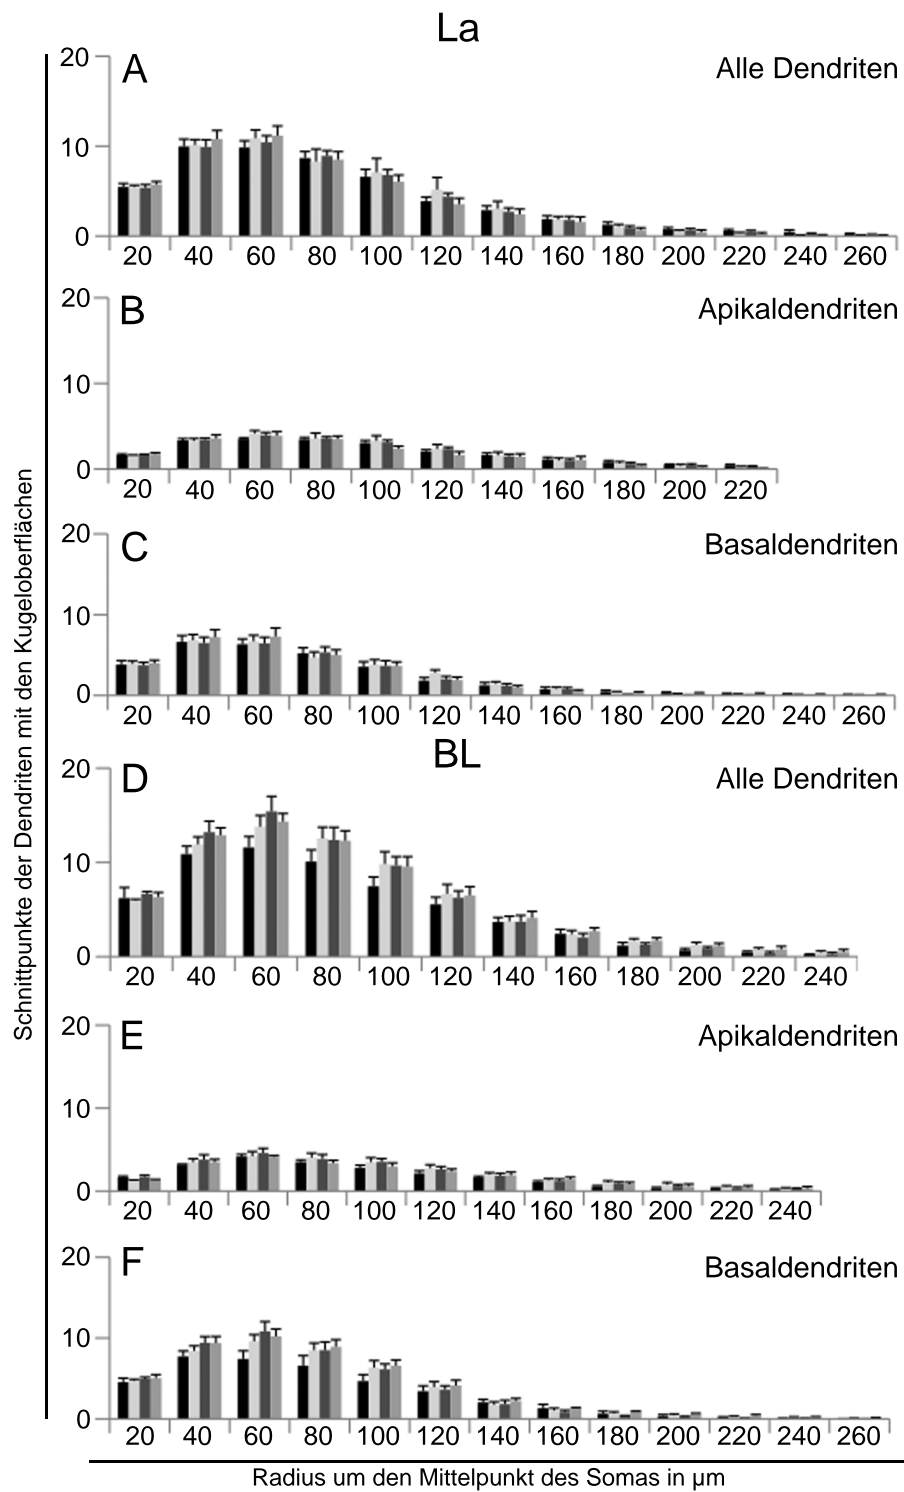 La
A
Alle Dendriten
20
10
0
20 40 60 80 100 120 140 160 180 200 220 240 260
B
Apikaldendriten
20
10
0
20 40 60 80 100 120 140 160 180 200 220
C
Basaldendriten
20
10
0
20 40 60 80 100 120 140 160 180 200 220 240 260
BL
D
Alle Dendriten
20
10
0
20 40 60 80 100 120 140 160 180 200 220 240
E
Apikaldendriten
20
10
0
20 40 60 80 100 120 140 160 180 200 220 240
F
Basaldendriten
20
10
0
20 40 60 80 100 120 140 160 180 200 220 240 260
Schnittpunkte der Dendriten mit den Kugeloberflächen
Radius um den Mittelpunkt des Somas in µm